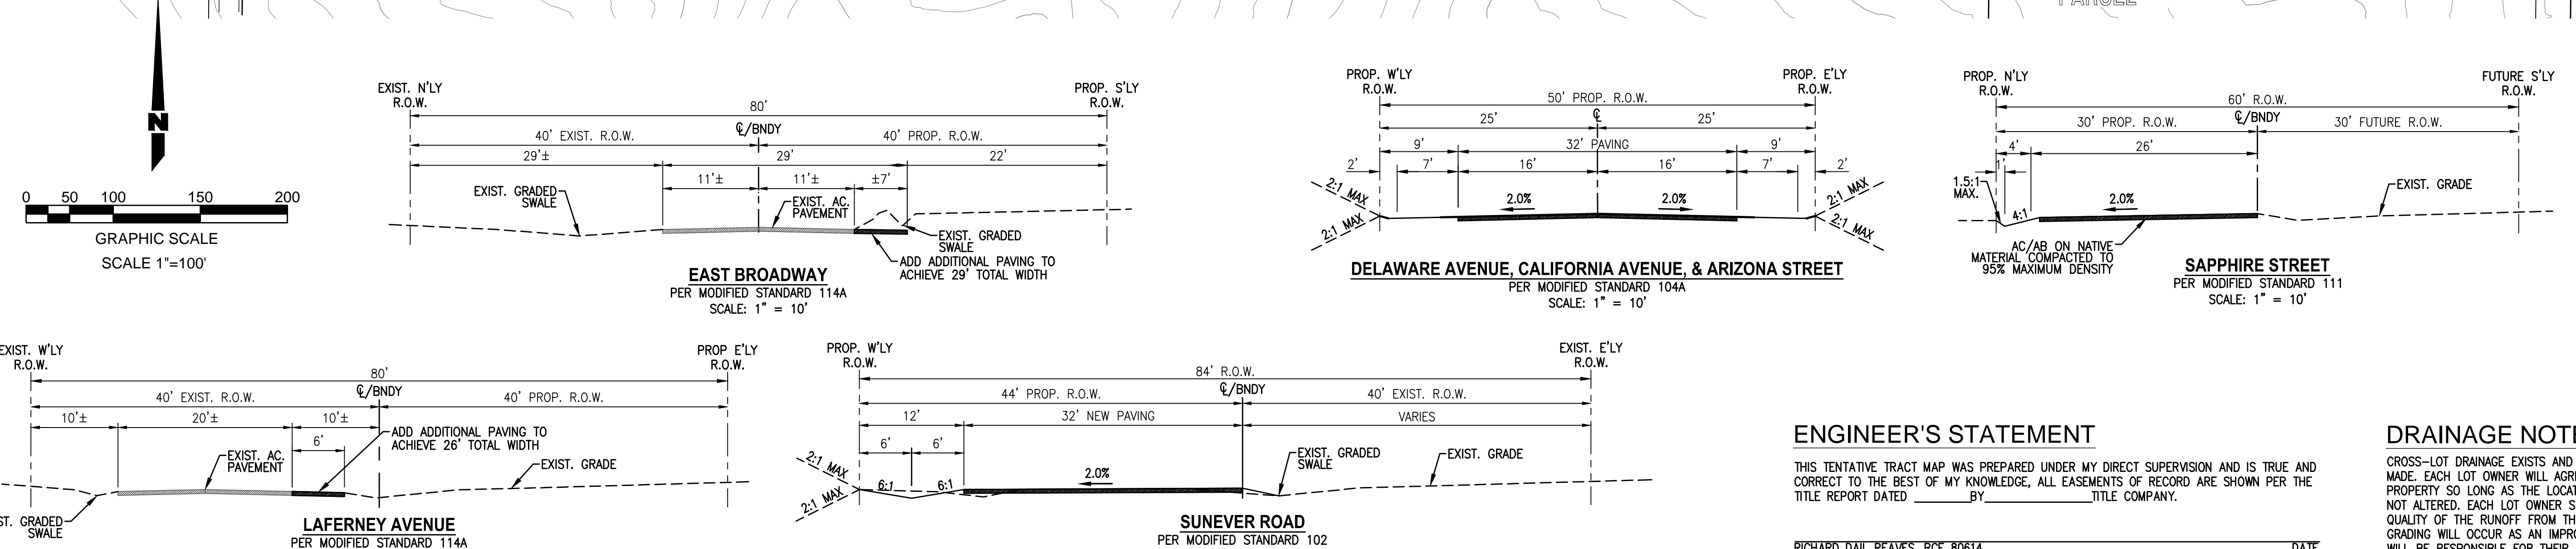 PARCEL
N
0 50 100 150 200
GRAPHIC SCALE
SCALE 1"=100'
EXIST. N'LY
R.O.W.
PROP. S'LY
R.O.W.
80'
℄/BNDY
40' EXIST. R.O.W.
40' PROP. R.O.W.
29'±
29'
22'
11'±
11'±
±7'
EXIST. GRADED
SWALE
EXIST. AC.
PAVEMENT
EXIST. GRADED
SWALE
ADD ADDITIONAL PAVING TO
ACHIEVE 29' TOTAL WIDTH
EAST BROADWAY
PER MODIFIED STANDARD 114A
SCALE: 1" = 10'
PROP. W'LY
R.O.W.
PROP. E'LY
R.O.W.
50' PROP. R.O.W.
℄
25'
25'
9'
32' PAVING
9'
2'
7'
16'
16'
7'
2'
2:1 MAX
2:1 MAX
2.0%
2.0%
2:1 MAX
2:1 MAX
DELAWARE AVENUE, CALIFORNIA AVENUE, & ARIZONA STREET
PER MODIFIED STANDARD 104A
SCALE: 1" = 10'
PROP. N'LY
R.O.W.
FUTURE S'LY
R.O.W.
60' R.O.W.
℄/BNDY
30' PROP. R.O.W.
30' FUTURE R.O.W.
4'
26'
1'
1.5:1
MAX.
4:1
2.0%
EXIST. GRADE
AC/AB ON NATIVE
MATERIAL COMPACTED TO
95% MAXIMUM DENSITY
SAPPHIRE STREET
PER MODIFIED STANDARD 111
SCALE: 1" = 10'
EXIST. W'LY
R.O.W.
PROP E'LY
R.O.W.
80'
℄/BNDY
40' EXIST. R.O.W.
40' PROP. R.O.W.
10'±
20'±
10'±
6'
ADD ADDITIONAL PAVING TO
ACHIEVE 26' TOTAL WIDTH
EXIST. AC.
PAVEMENT
EXIST. GRADE
ST. GRADED
SWALE
LAFERNEY AVENUE
PER MODIFIED STANDARD 114A
PROP. W'LY
R.O.W.
EXIST. E'LY
R.O.W.
84' R.O.W.
℄/BNDY
44' PROP. R.O.W.
40' EXIST. R.O.W.
12'
32' NEW PAVING
VARIES
6'
6'
2:1 MAX
2:1 MAX
6:1
6:1
2.0%
EXIST. GRADED
SWALE
EXIST. GRADE
SUNEVER ROAD
PER MODIFIED STANDARD 102
ENGINEER'S STATEMENT
THIS TENTATIVE TRACT MAP WAS PREPARED UNDER MY DIRECT SUPERVISION AND IS TRUE AND
CORRECT TO THE BEST OF MY KNOWLEDGE, ALL EASEMENTS OF RECORD ARE SHOWN PER THE
TITLE REPORT DATED ________BY____________TITLE COMPANY.
RICHARD DAIL REAVES, RCE 80614 DATE
DRAINAGE NOTE
CROSS-LOT DRAINAGE EXISTS AND
MADE. EACH LOT OWNER WILL AGRE
PROPERTY SO LONG AS THE LOCAT
NOT ALTERED. EACH LOT OWNER S
QUALITY OF THE RUNOFF FROM TH
GRADING WILL OCCUR AS AN IMPRO
WILL BE RESPONSIBLE FOR THEIR